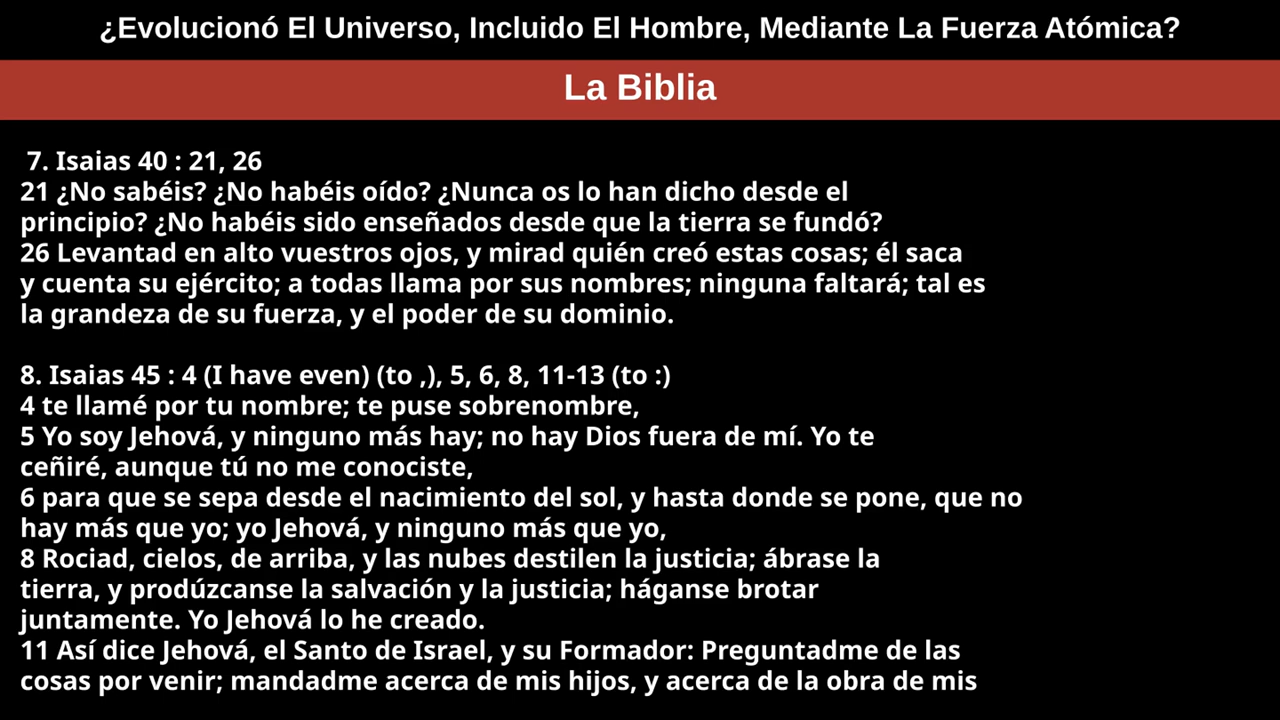 ¿Evolucionó El Universo, Incluido El Hombre, Mediante La Fuerza Atómica?
La Biblia
7. Isaias 40 : 21, 26
21 ¿No sabéis? ¿No habéis oído? ¿Nunca os lo han dicho desde el
principio? ¿No habéis sido enseñados desde que la tierra se fundó?
26 Levantad en alto vuestros ojos, y mirad quién creó estas cosas; él saca
y cuenta su ejército; a todas llama por sus nombres; ninguna faltará; tal es
la grandeza de su fuerza, y el poder de su dominio.
8. Isaias 45 : 4 (I have even) (to ,), 5, 6, 8, 11-13 (to :)
4 te llamé por tu nombre; te puse sobrenombre,
5 Yo soy Jehová, y ninguno más hay; no hay Dios fuera de mí. Yo te
ceñiré, aunque tú no me conociste,
6 para que se sepa desde el nacimiento del sol, y hasta donde se pone, que no
hay más que yo; yo Jehová, y ninguno más que yo,
8 Rociad, cielos, de arriba, y las nubes destilen la justicia; ábrase la
tierra, y prodúzcanse la salvación y la justicia; háganse brotar
juntamente. Yo Jehová lo he creado.
11 Así dice Jehová, el Santo de Israel, y su Formador: Preguntadme de las
cosas por venir; mandadme acerca de mis hijos, y acerca de la obra de mis